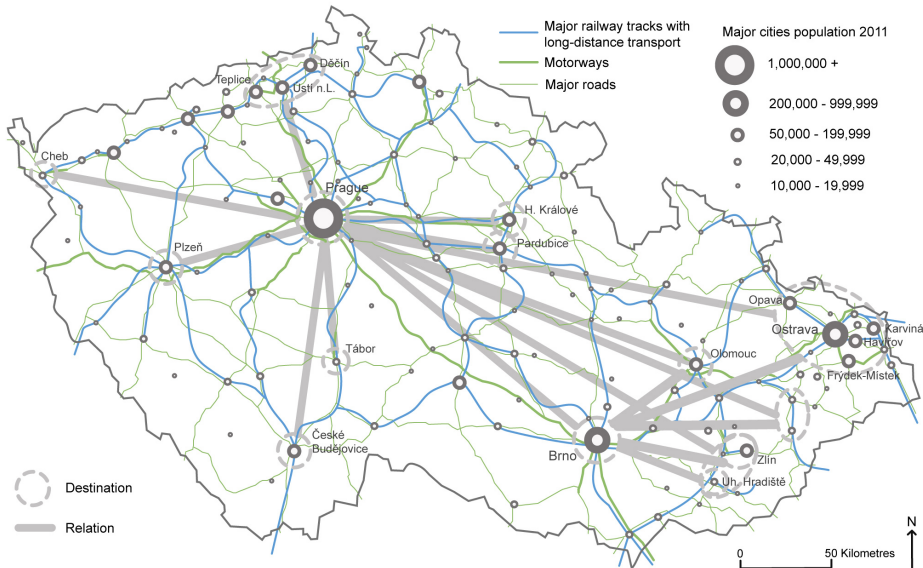 Major railway tracks with
long-distance transport
Motorways
Major roads
Major cities population 2011
1,000,000 +
200,000 - 999,999
50,000 - 199,999
20,000 - 49,999
10,000 - 19,999
Děčín
Teplice
Ústí n.L.
Cheb
Prague
H. Králové
Pardubice
Plzeň
Opava
Ostrava
Karviná
Havířov
Frýdek-Místek
Tábor
Olomouc
České
Budějovice
Brno
Zlín
Uh. Hradiště
Destination
Relation
N
0
50 Kilometres